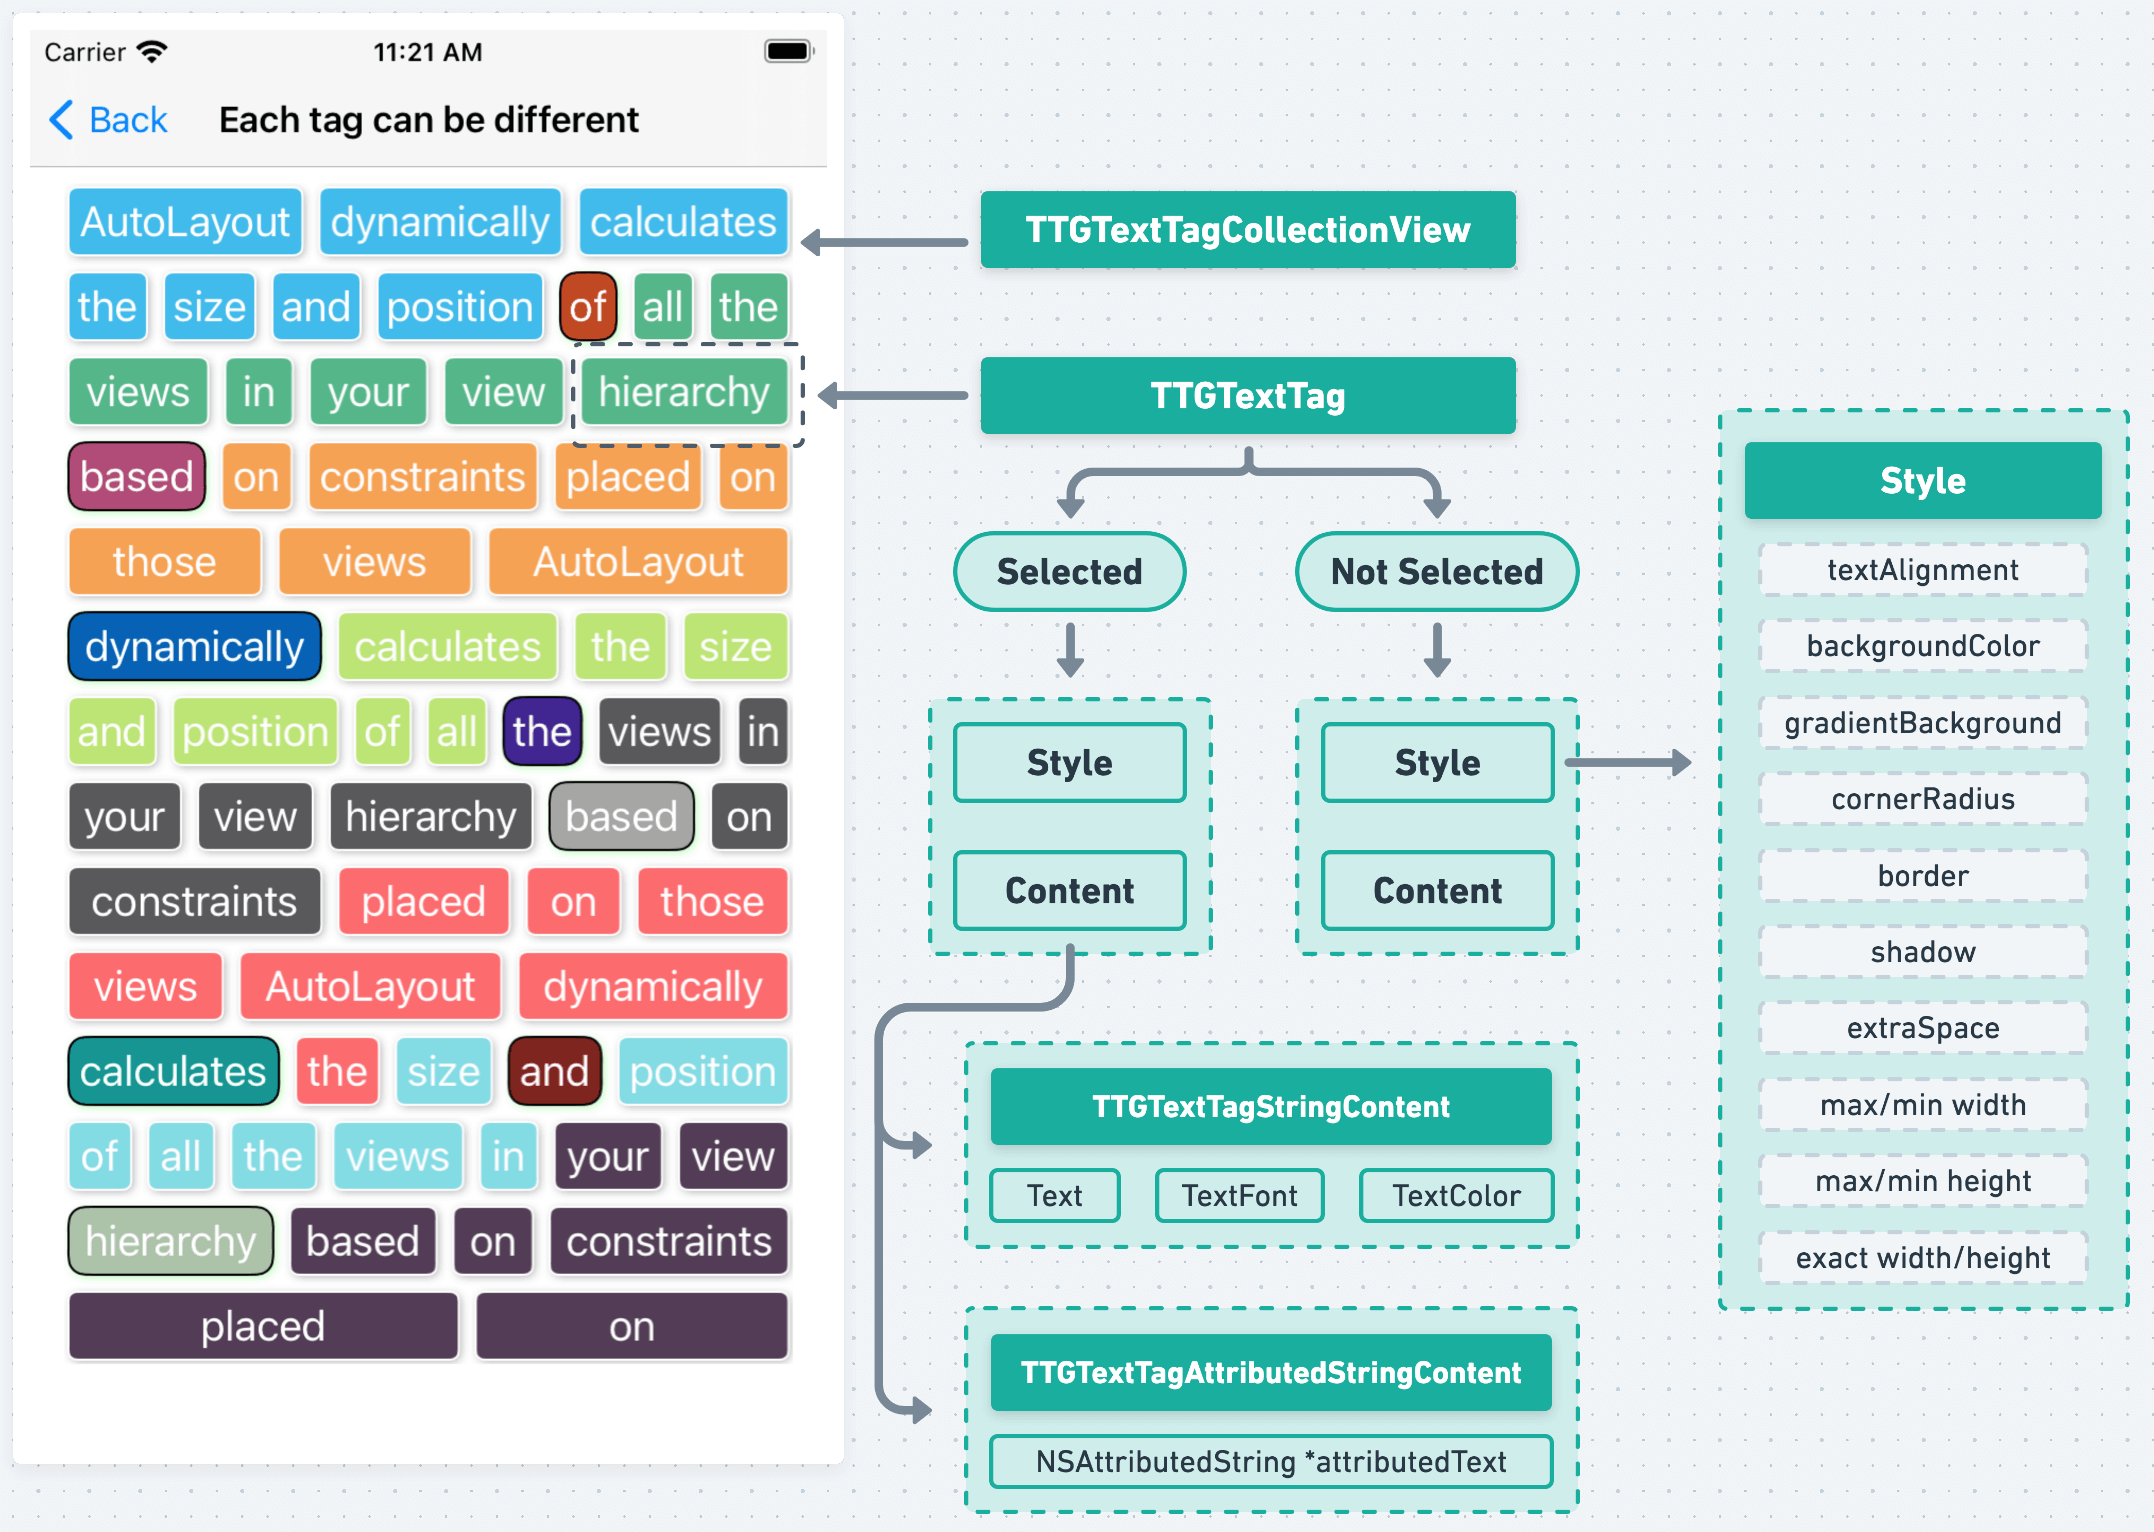 Carrier 11:21 AM
Back Each tag can be different
AutoLayout dynamically calculates
the size and position of all the
views in your view hierarchy
based on constraints placed on
those views AutoLayout
dynamically calculates the size
and position of all the views in
your view hierarchy based on
constraints placed on those
views AutoLayout dynamically
calculates the size and position
of all the views in your view
hierarchy based on constraints
placed on
TTGTextTagCollectionView
TTGTextTag
Selected Not Selected
Style Style
Content Content
TTGTextTagStringContent
Text TextFont TextColor
TTGTextTagAttributedStringContent
NSAttributedString *attributedText
Style
textAlignment
backgroundColor
gradientBackground
cornerRadius
border
shadow
extraSpace
max/min width
max/min height
exact width/height